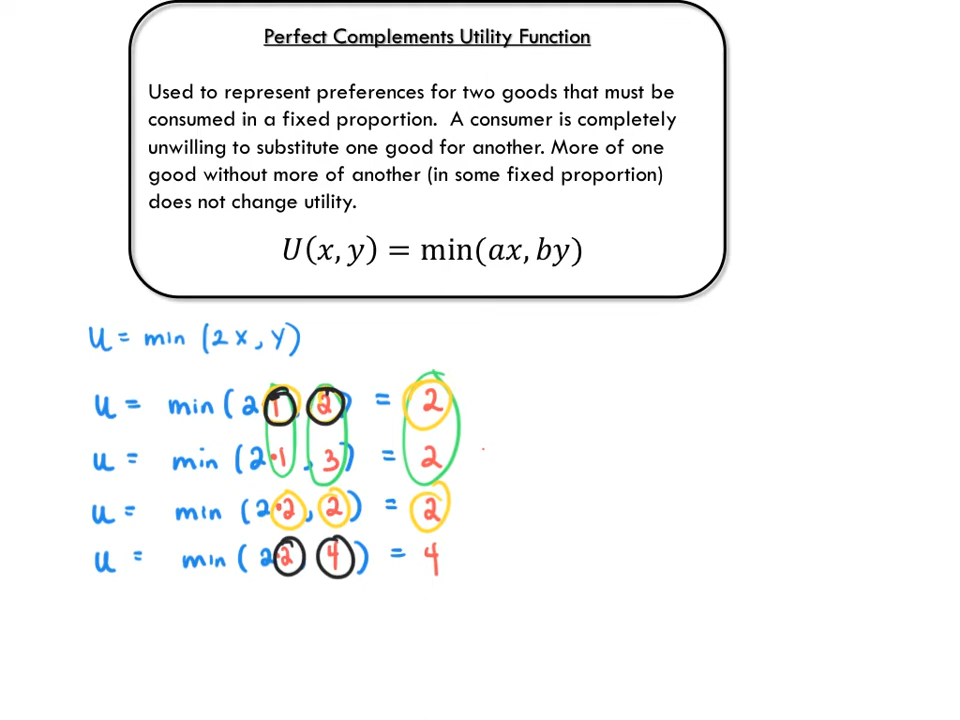 Perfect Complements Utility Function
Used to represent preferences for two goods that must be
consumed in a fixed proportion. A consumer is completely
unwilling to substitute one good for another. More of one
good without more of another (in some fixed proportion)
does not change utility.
U(x, y) = min(ax, by)
u = min (2x, y)
u = min (2·1, 2) = 2
u = min (2·1, 3) = 2
u = min (2·2, 2) = 2
u = min (2·2, 4) = 4